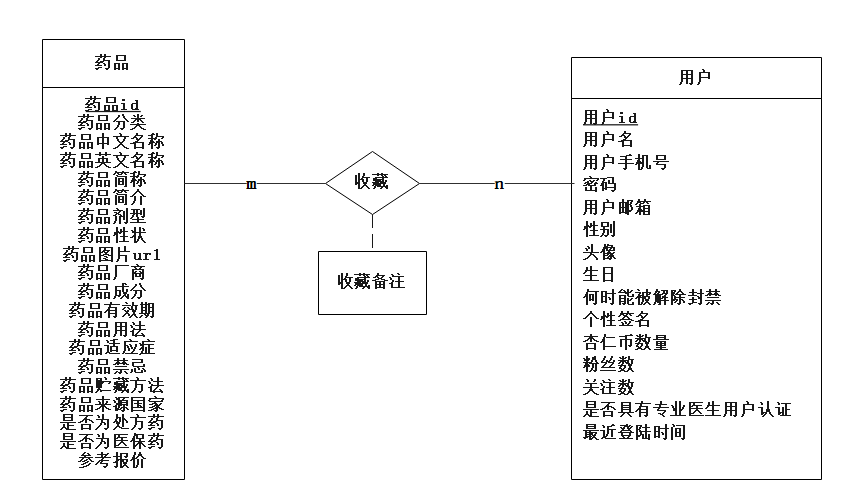 药品
药品id
药品分类
药品中文名称
药品英文名称
药品简称
药品简介
药品剂型
药品性状
药品图片url
药品厂商
药品成分
药品有效期
药品用法
药品适应症
药品禁忌
药品贮藏方法
药品来源国家
是否为处方药
是否为医保药
参考报价
m
收藏
n
收藏备注
用户
用户id
用户名
用户手机号
密码
用户邮箱
性别
头像
生日
何时能被解除封禁
个性签名
杏仁币数量
粉丝数
关注数
是否具有专业医生用户认证
最近登陆时间